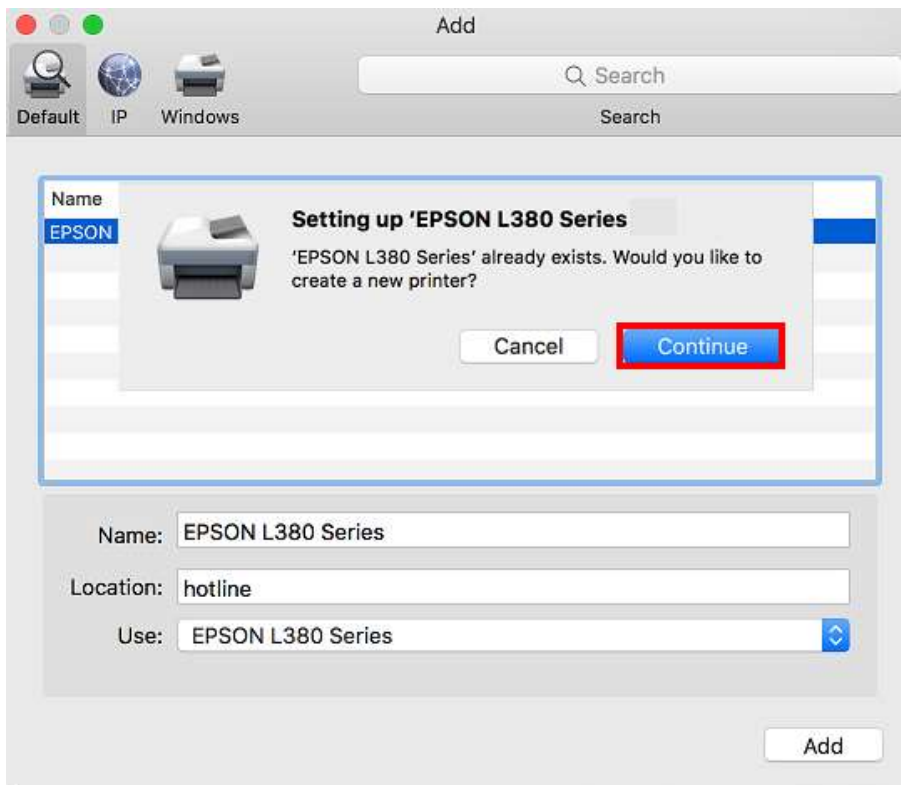 Add
Search
Default IP Windows Search
Name
EPSON
Setting up ‘EPSON L380 Series
‘EPSON L380 Series’ already exists. Would you like to
create a new printer?
Cancel Continue
Name: EPSON L380 Series
Location: hotline
Use: EPSON L380 Series
Add